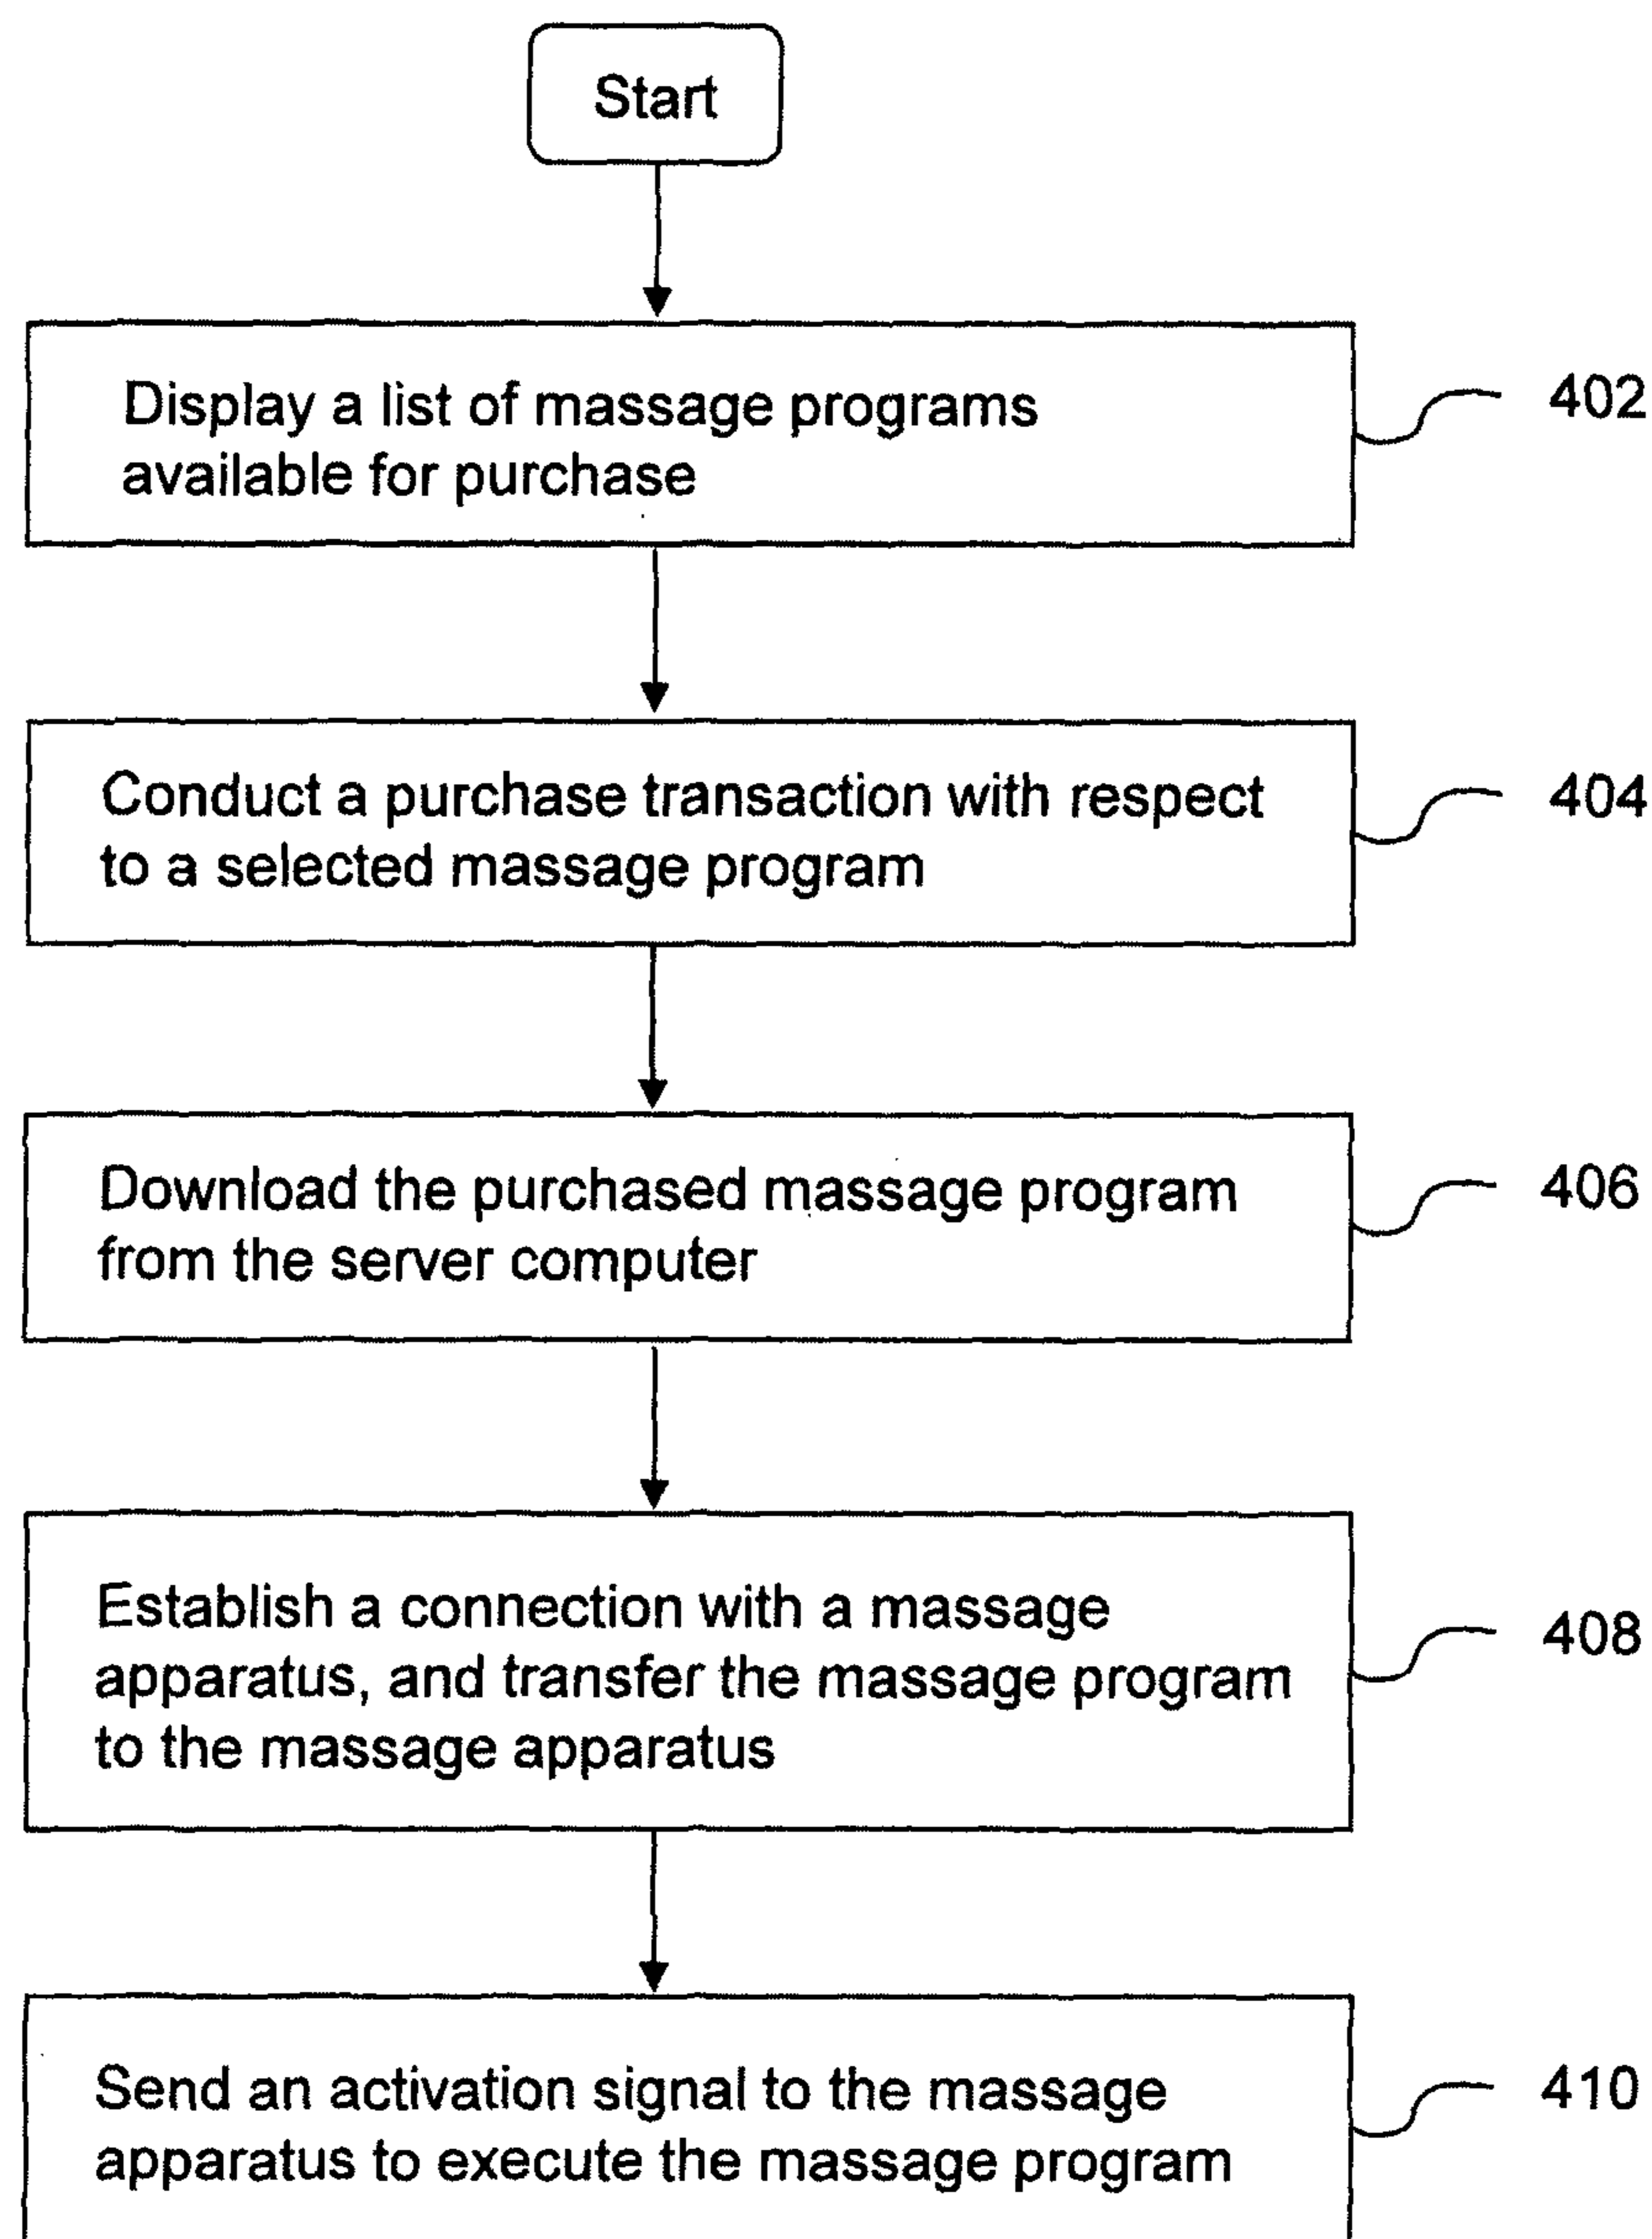 Start
Display a list of massage programs
available for purchase
402
Conduct a purchase transaction with respect
to a selected massage program
404
Download the purchased massage program
from the server computer
406
Establish a connection with a massage
apparatus, and transfer the massage program
to the massage apparatus
408
Send an activation signal to the massage
apparatus to execute the massage program
410